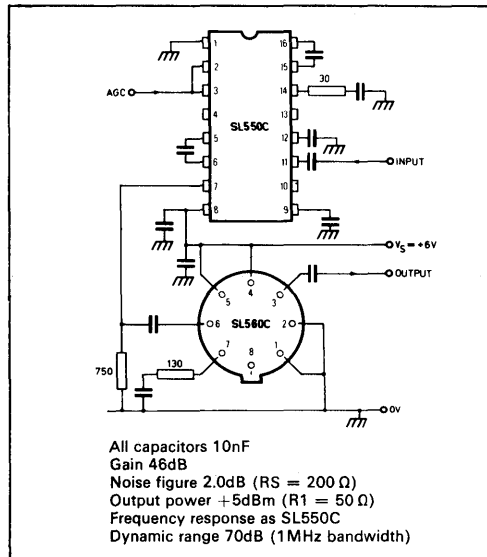 1
16
2
15
AGC
3
14
30
4
13
SL550C
5
12
6
11
INPUT
7
10
8
9
V_S = +6V
OUTPUT
4
5
3
SL560C
6
2
7
1
8
130
750
0V
All capacitors 10nF
Gain 46dB
Noise figure 2.0dB (RS = 200 Ω)
Output power +5dBm (R1 = 50 Ω)
Frequency response as SL550C
Dynamic range 70dB (1MHz bandwidth)